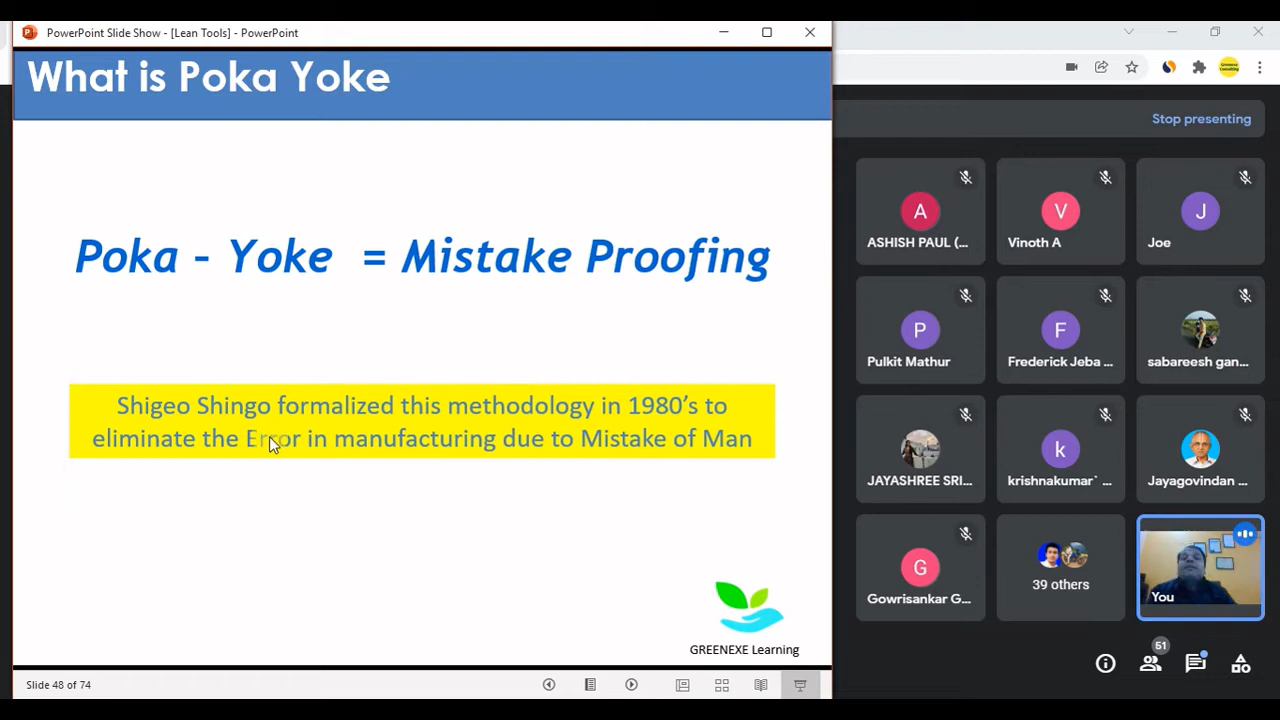 PowerPoint Slide Show - [Lean Tools] - PowerPoint
What is Poka Yoke
Poka - Yoke = Mistake Proofing
Shigeo Shingo formalized this methodology in 1980's to
eliminate the Error in manufacturing due to Mistake of Man
GREENEXE Learning
Slide 48 of 74
Stop presenting
A
ASHISH PAUL (...
V
Vinoth A
J
Joe
P
Pulkit Mathur
F
Frederick Jeba ...
sabareesh gan...
JAYASHREE SRI...
k
krishnakumar` ...
Jayagovindan ...
G
Gowrisankar G...
39 others
You
51